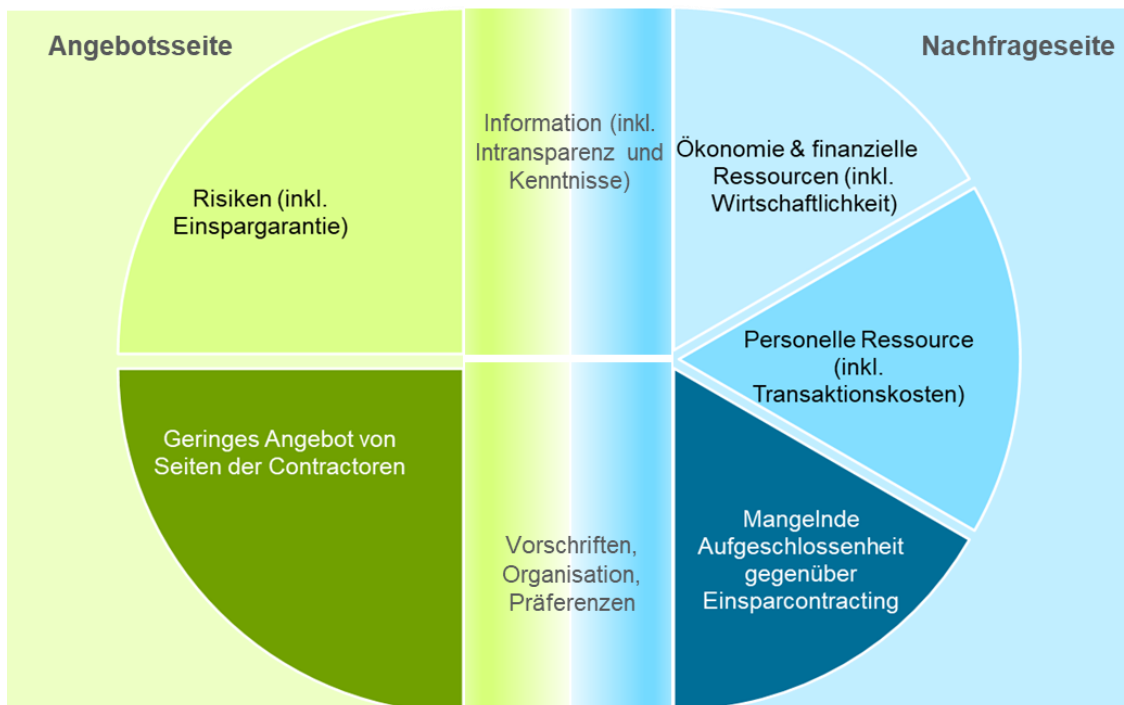 Angebotsseite
Nachfrageseite
Risiken (inkl.
Einspargarantie)
Information (inkl.
Intransparenz und
Kenntnisse)
Ökonomie & finanzielle
Ressourcen (inkl.
Wirtschaftlichkeit)
Personelle Ressource
(inkl.
Transaktionskosten)
Geringes Angebot von
Seiten der Contractoren
Vorschriften,
Organisation,
Präferenzen
Mangelnde
Aufgeschlossenheit
gegenüber
Einsparcontracting